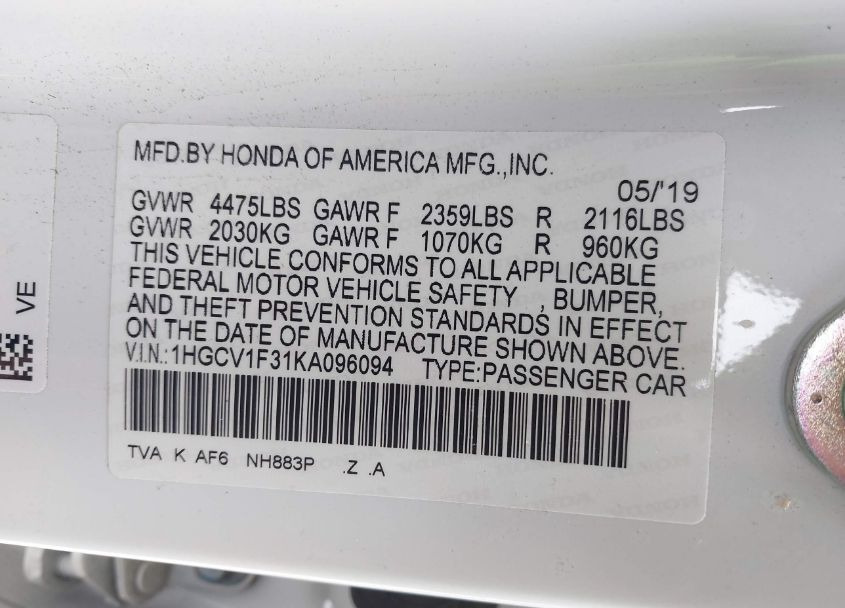 MFD.BY HONDA OF AMERICA MFG.,INC.
05/'19
GVWR 4475LBS GAWR F 2359LBS R 2116LBS
GVWR 2030KG GAWR F 1070KG R 960KG
THIS VEHICLE CONFORMS TO ALL APPLICABLE
FEDERAL MOTOR VEHICLE SAFETY , BUMPER,
AND THEFT PREVENTION STANDARDS IN EFFECT
ON THE DATE OF MANUFACTURE SHOWN ABOVE.
V.I.N.:1HGCV1F31KA096094 TYPE:PASSENGER CAR
TVA K AF6 NH883P .Z .A
VE